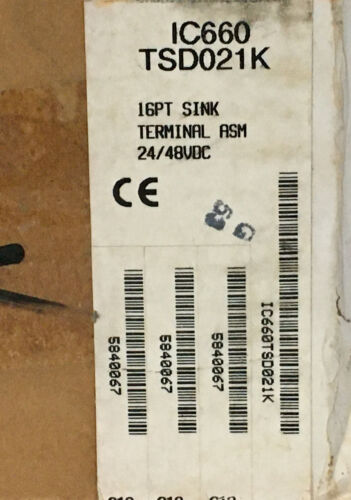 IC660
TSD021K
16PT SINK
TERMINAL ASM
24/48VDC
CE
5840067
5840067
5840067
IC660TSD021K